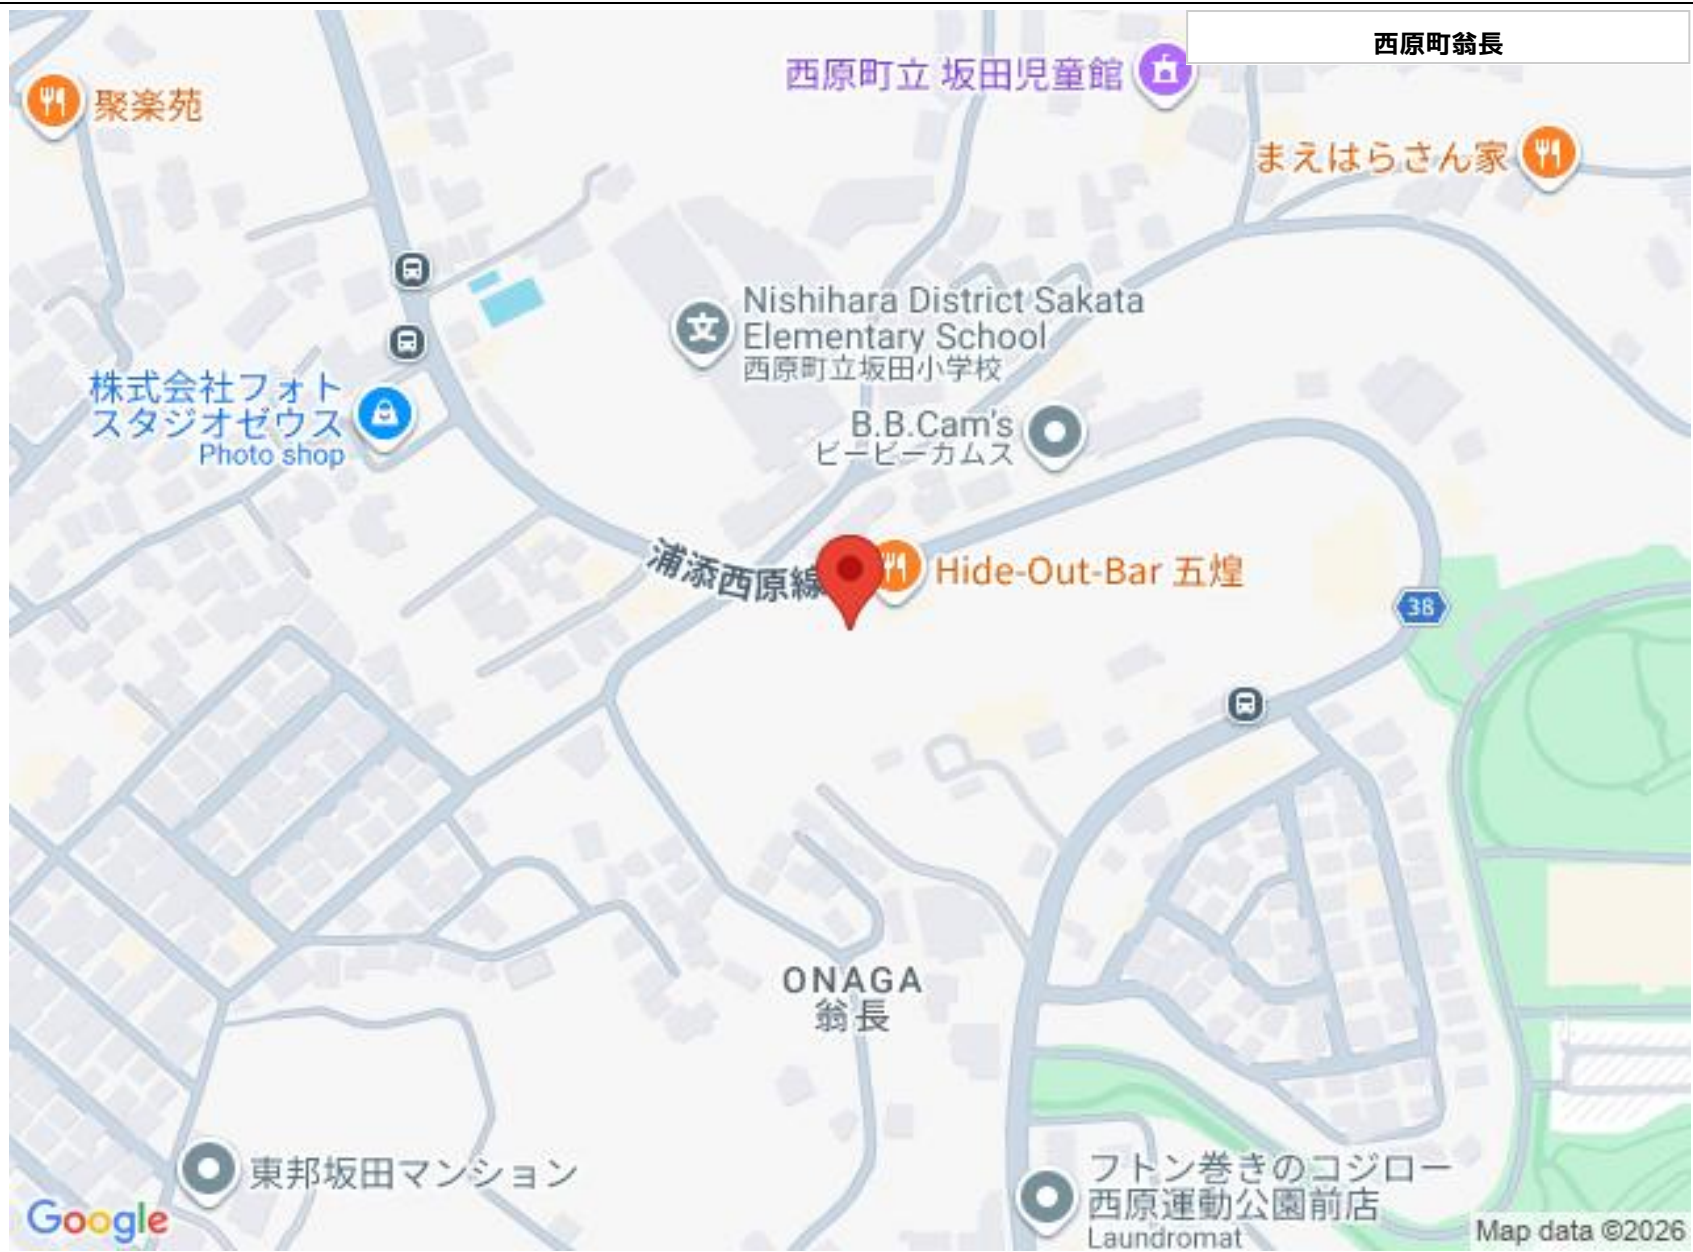 西原町翁長
西原町立 坂田児童館
聚楽苑
まえはらさん家
Nishihara District Sakata
Elementary School
西原町立坂田小学校
株式会社フォト
スタジオゼウス
Photo shop
B.B.Cam's
ビービーカムス
浦添西原線
Hide-Out-Bar 五煌
38
ONAGA
翁長
東邦坂田マンション
フトン巻きのコジロー
西原運動公園前店
Laundromat
Google
Map data ©2026